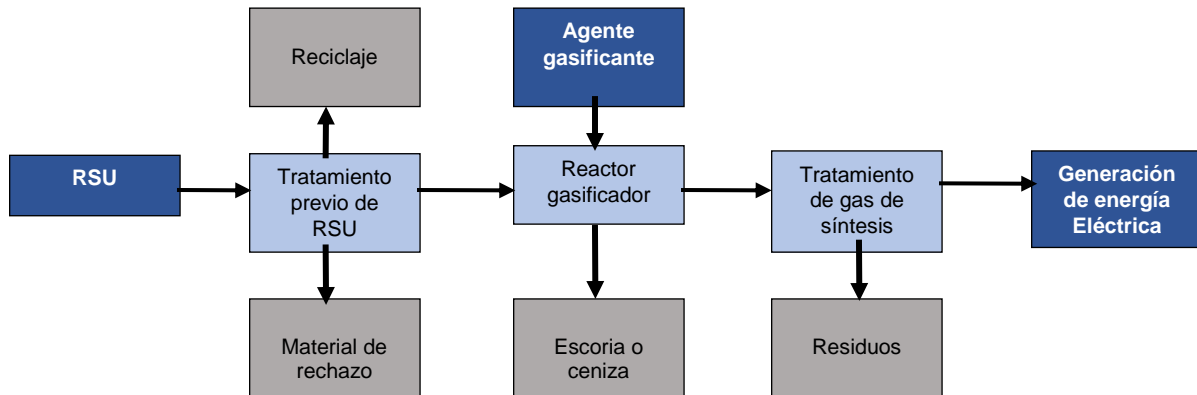 Reciclaje
Agente
gasificante
RSU
Tratamiento
previo de
RSU
Reactor
gasificador
Tratamiento
de gas de
síntesis
Generación
de energía
Eléctrica
Material de
rechazo
Escoria o
ceniza
Residuos